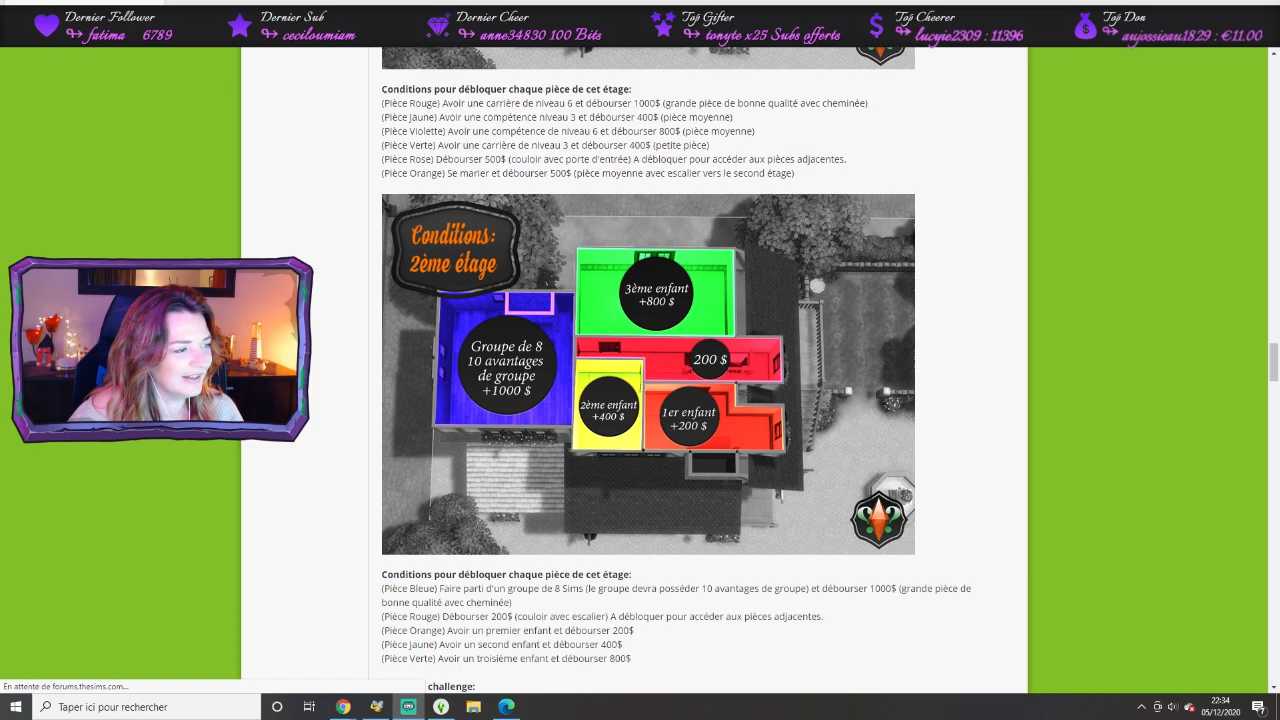 Dernier Follower
fatima 6789
Dernier Sub
ceciloumiam
Dernier Cheer
anne34830 100 Bits
Top Gifter
tonyte x25 Subs offerts
Top Cheerer
lucyie2309 : 11396
Top Don
aujossieau1829 : €11.00
Conditions pour débloquer chaque pièce de cet étage:
(Pièce Rouge) Avoir une carrière de niveau 6 et débourser 1000$ (grande pièce de bonne qualité avec cheminée)
(Pièce Jaune) Avoir une compétence niveau 3 et débourser 400$ (pièce moyenne)
(Pièce Violette) Avoir une compétence de niveau 6 et débourser 800$ (pièce moyenne)
(Pièce Verte) Avoir une carrière de niveau 3 et débourser 400$ (petite pièce)
(Pièce Rose) Débourser 500$ (couloir avec porte d'entrée) A débloquer pour accéder aux pièces adjacentes.
(Pièce Orange) Se marier et débourser 500$ (pièce moyenne avec escalier vers le second étage)
Conditions:
2ème étage
3ème enfant
+800 $
Groupe de 8
10 avantages
de groupe
+1000 $
200 $
2ème enfant
+400 $
1er enfant
+200 $
Conditions pour débloquer chaque pièce de cet étage:
(Pièce Bleue) Faire parti d'un groupe de 8 Sims (le groupe devra posséder 10 avantages de groupe) et débourser 1000$ (grande pièce de
bonne qualité avec cheminée)
(Pièce Rouge) Débourser 200$ (couloir avec escalier) A débloquer pour accéder aux pièces adjacentes.
(Pièce Orange) Avoir un premier enfant et débourser 200$
(Pièce Jaune) Avoir un second enfant et débourser 400$
(Pièce Verte) Avoir un troisième enfant et débourser 800$
challenge:
En attente de forums.thesims.com...
Taper ici pour rechercher
22:34
05/12/2020